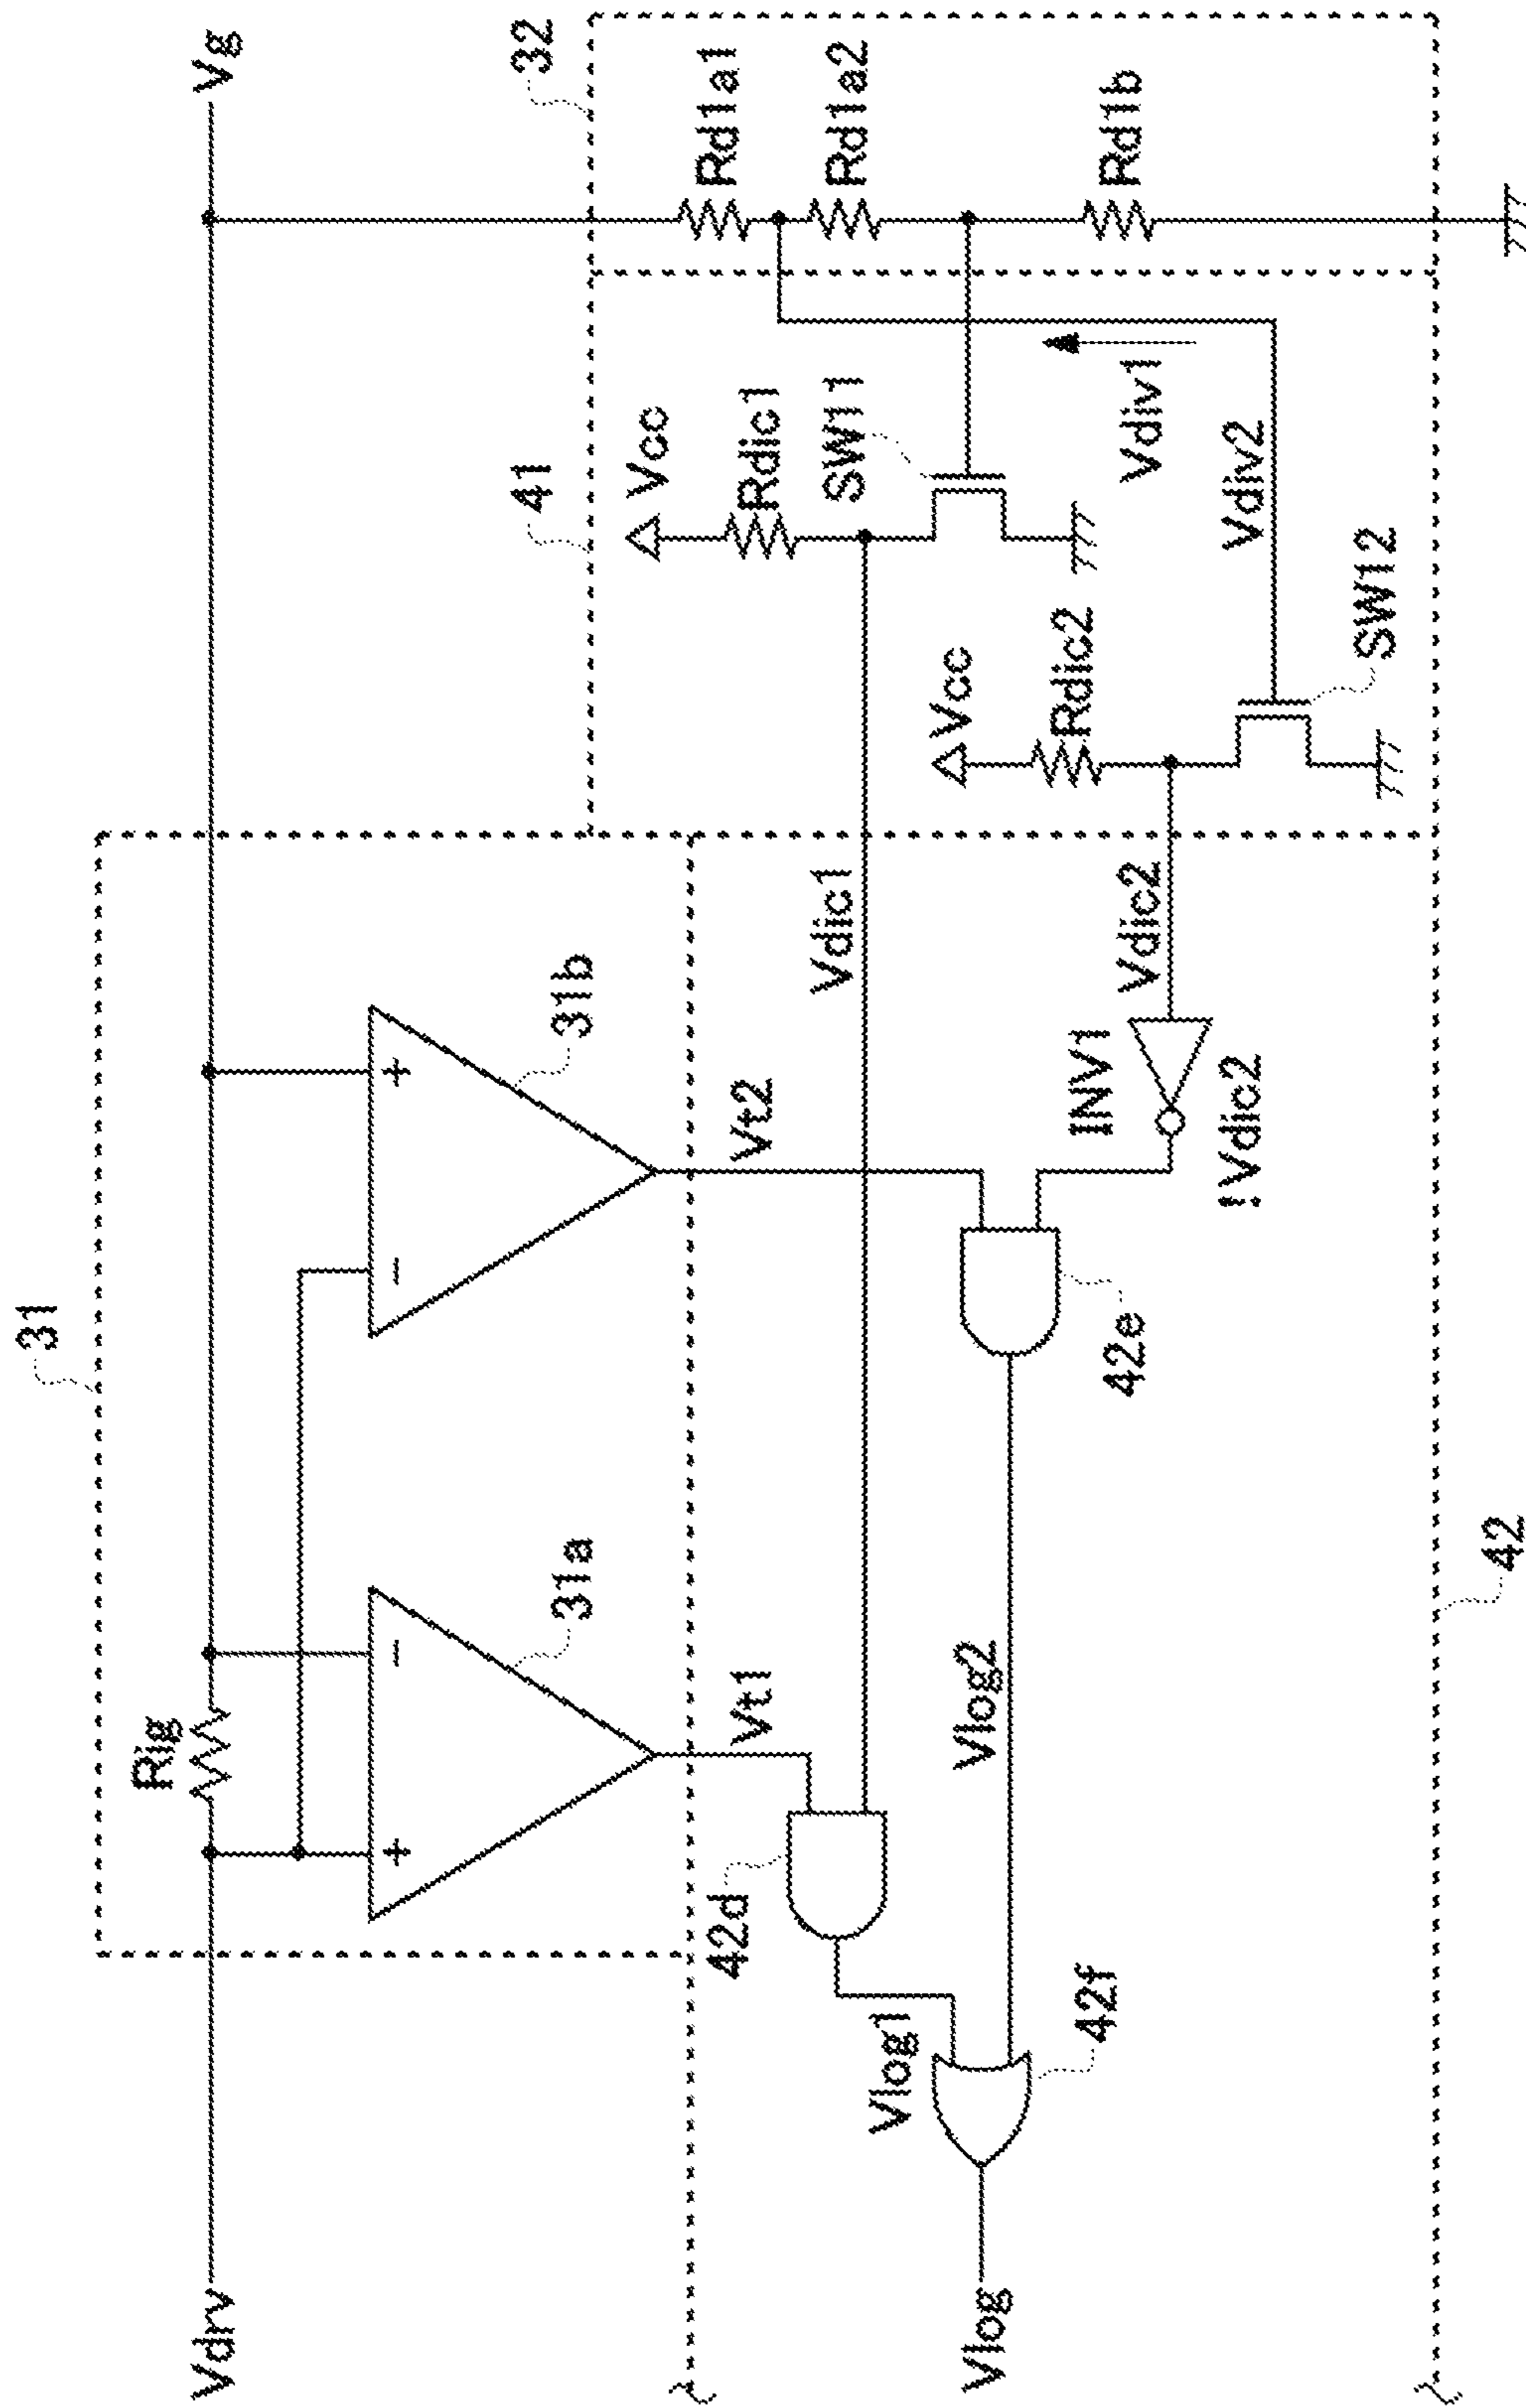 31
Vdrv
Rig
Vg
+
−
−
+
31a
31b
32
41
Vcc
Rdic1
Rd1a1
Vt1
Vt2
Vdic1
SW11
Rd1a2
42d
Vcc
Rdic2
Vlog1
Vlog2
Vdic2
Vdiv1
Rd1b
INV1
Vlog
42f
42e
!Vdic2
Vdiv2
SW12
42